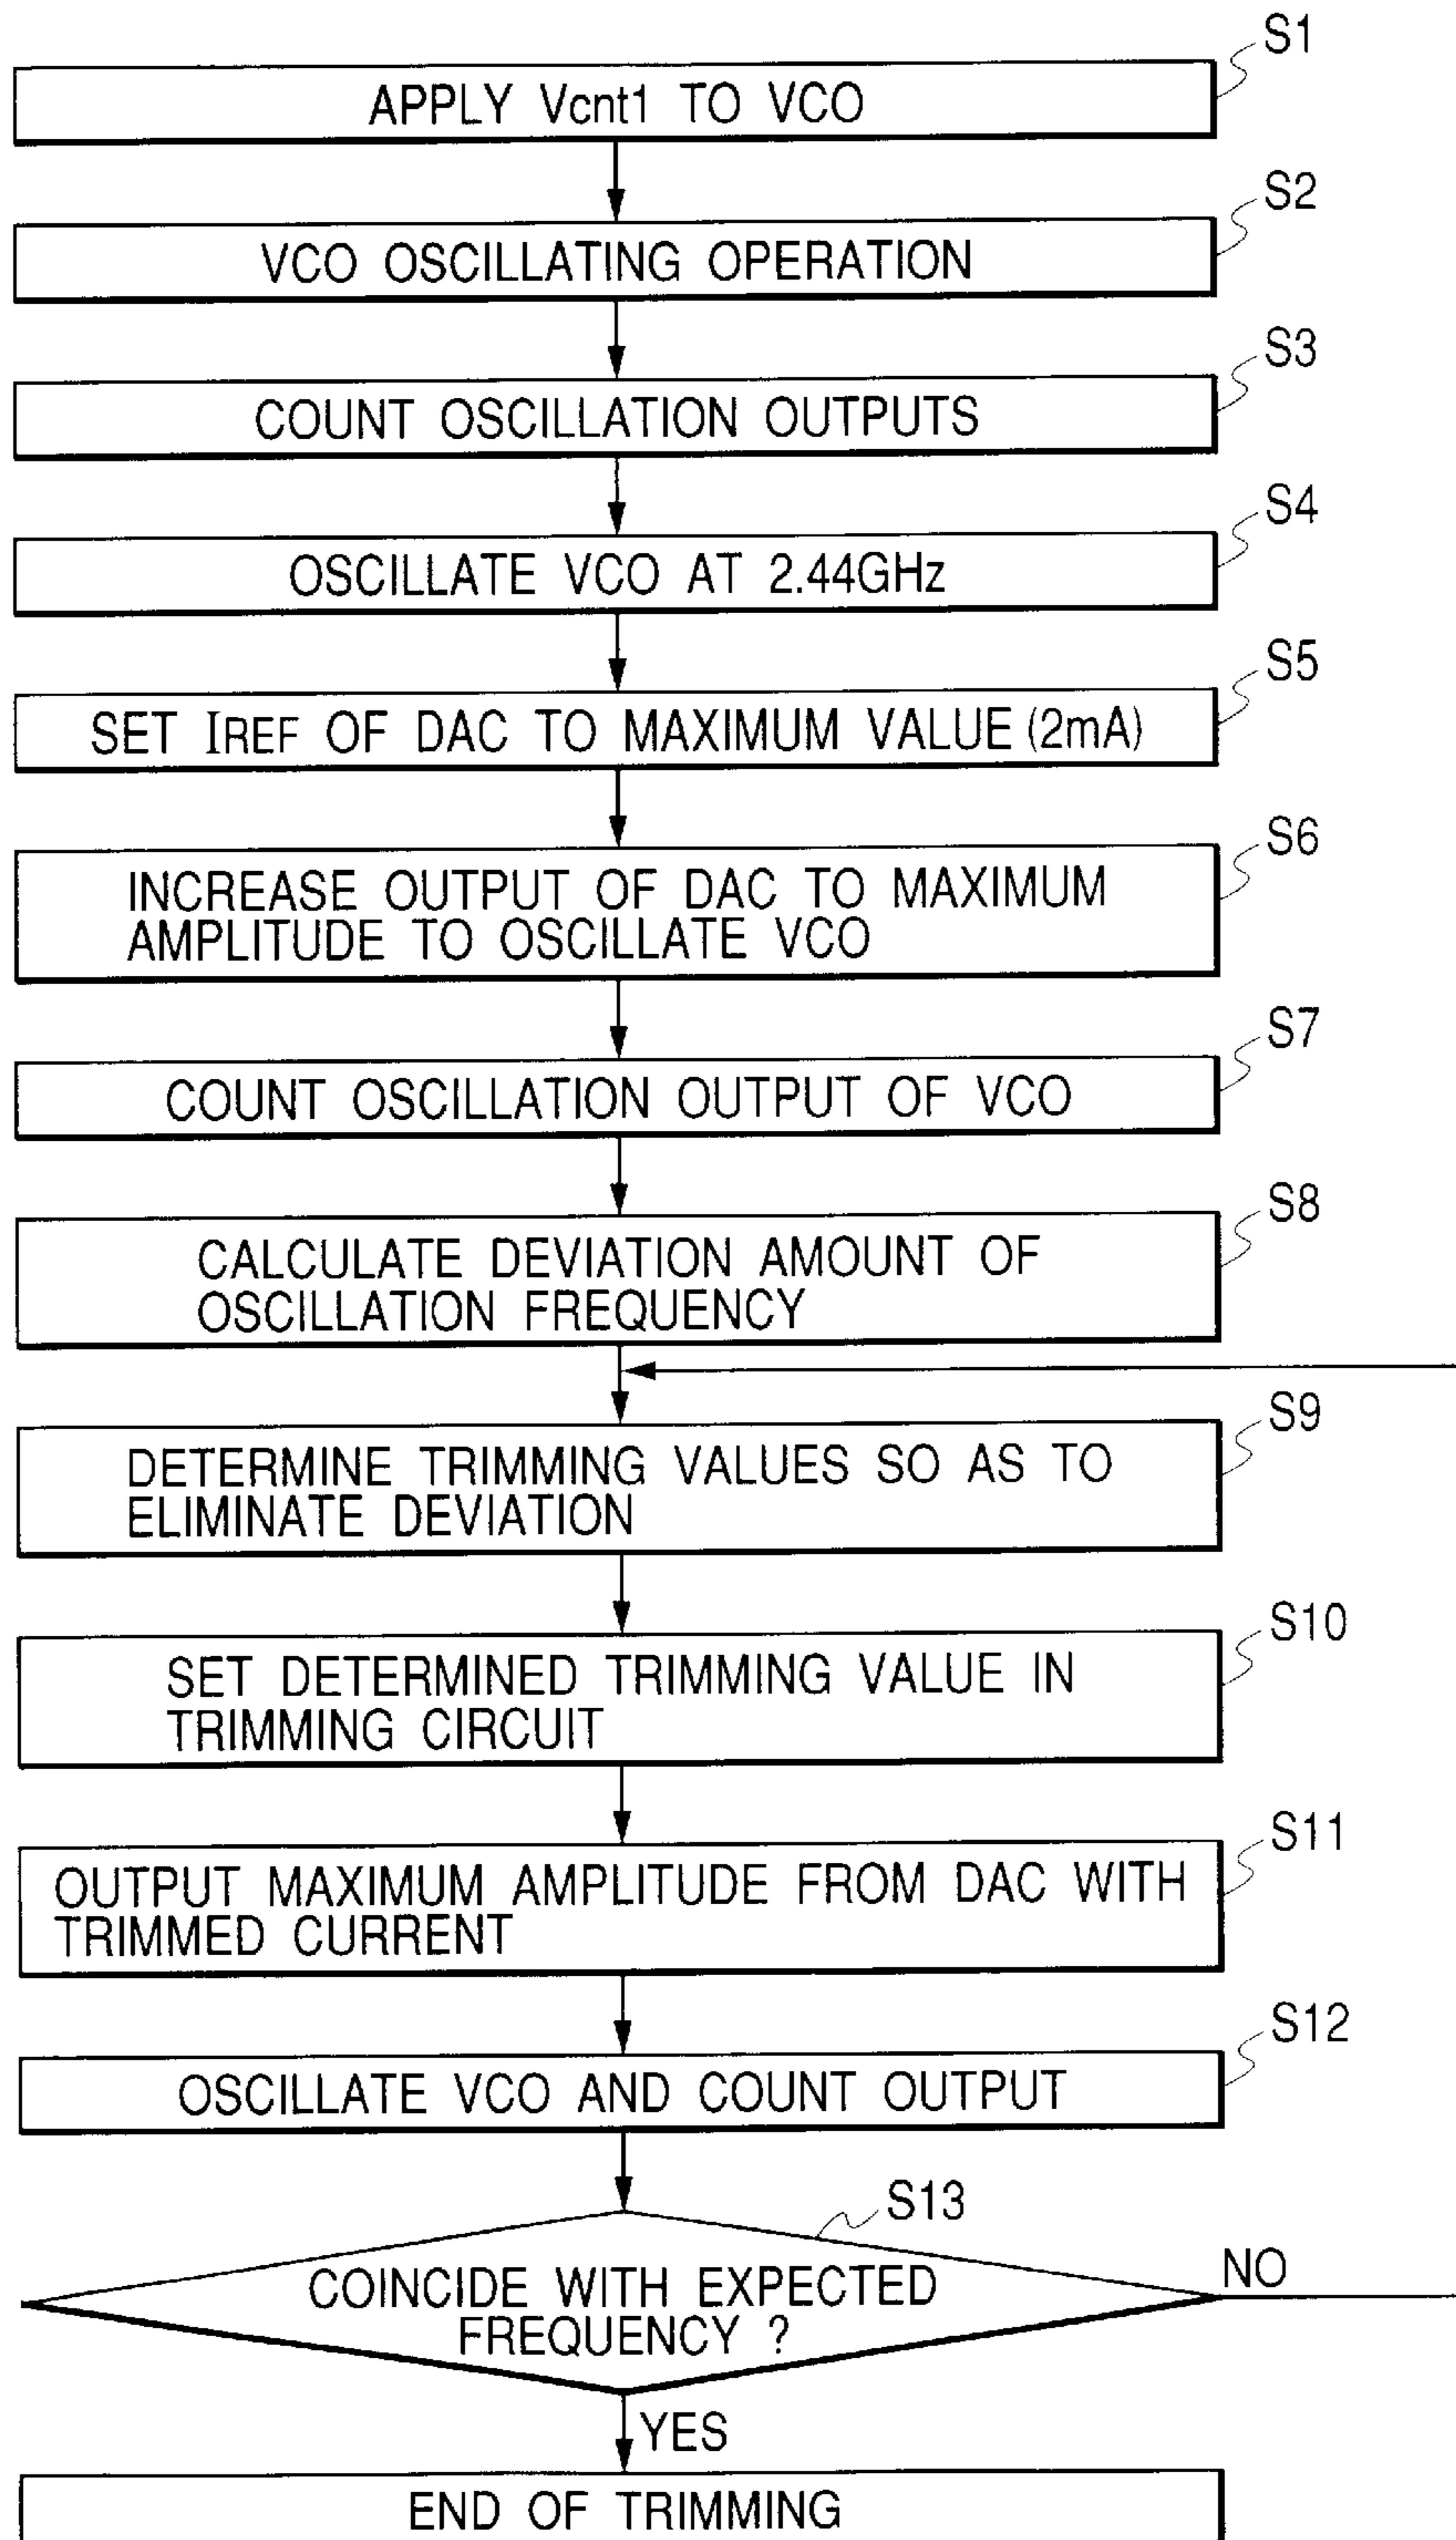 S1
APPLY Vcnt1 TO VCO
S2
VCO OSCILLATING OPERATION
S3
COUNT OSCILLATION OUTPUTS
S4
OSCILLATE VCO AT 2.44GHz
S5
SET IREF OF DAC TO MAXIMUM VALUE (2mA)
S6
INCREASE OUTPUT OF DAC TO MAXIMUM
AMPLITUDE TO OSCILLATE VCO
S7
COUNT OSCILLATION OUTPUT OF VCO
S8
CALCULATE DEVIATION AMOUNT OF
OSCILLATION FREQUENCY
S9
DETERMINE TRIMMING VALUES SO AS TO
ELIMINATE DEVIATION
S10
SET DETERMINED TRIMMING VALUE IN
TRIMMING CIRCUIT
S11
OUTPUT MAXIMUM AMPLITUDE FROM DAC WITH
TRIMMED CURRENT
S12
OSCILLATE VCO AND COUNT OUTPUT
S13
COINCIDE WITH EXPECTED
FREQUENCY ?
NO
YES
END OF TRIMMING